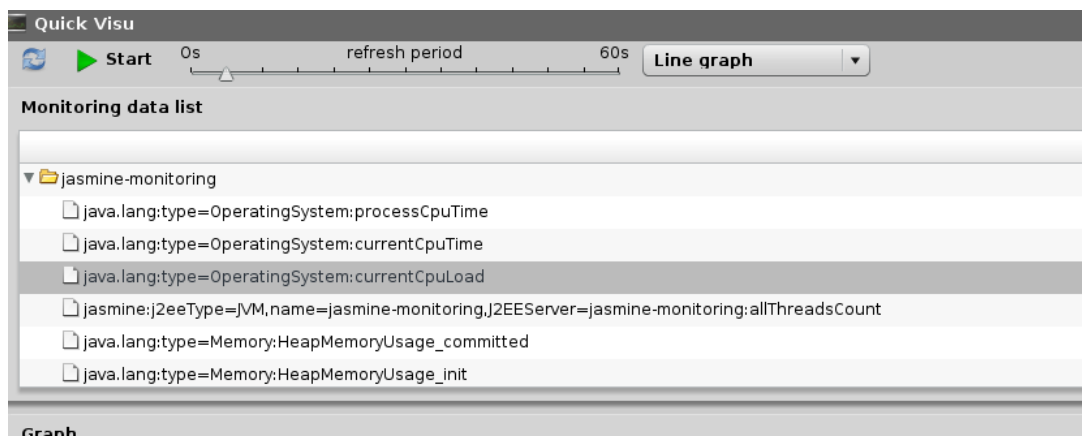 Quick Visu
Start 0s refresh period 60s Line graph
Monitoring data list
jasmine-monitoring
java.lang:type=OperatingSystem:processCpuTime
java.lang:type=OperatingSystem:currentCpuTime
java.lang:type=OperatingSystem:currentCpuLoad
jasmine:j2eeType=JVM,name=jasmine-monitoring,J2EEServer=jasmine-monitoring:allThreadsCount
java.lang:type=Memory:HeapMemoryUsage_committed
java.lang:type=Memory:HeapMemoryUsage_init
Graph